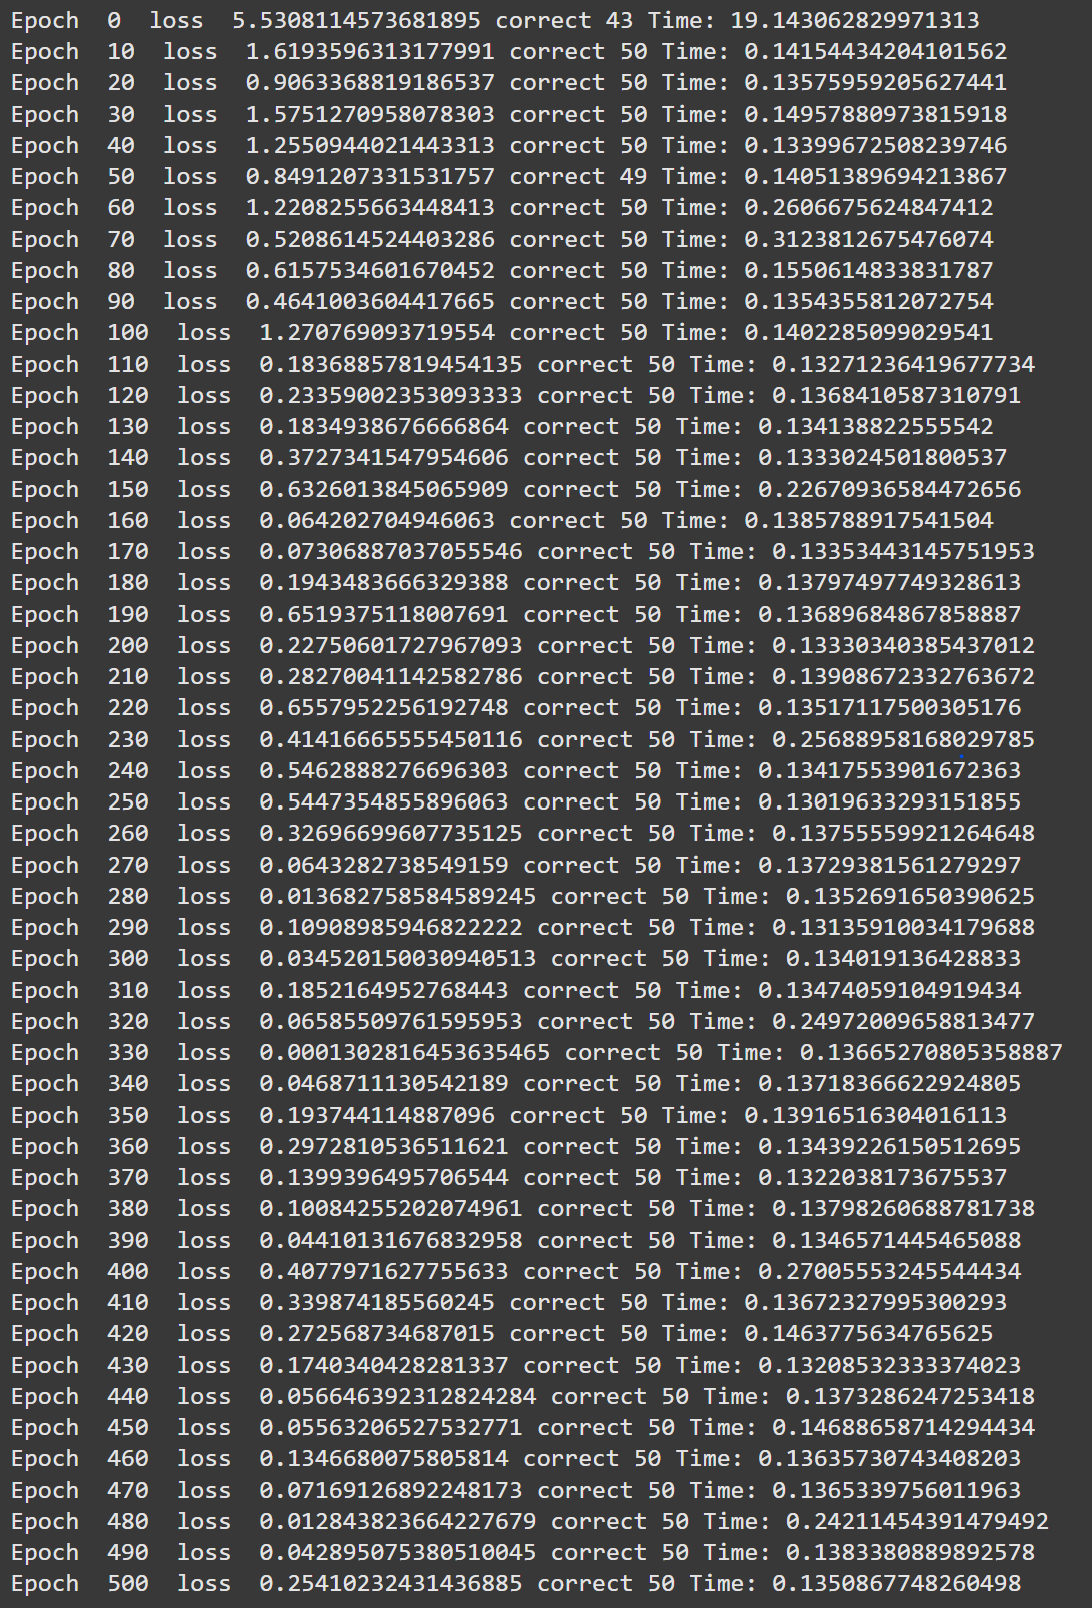 Epoch  0  loss  5.5308114573681895 correct 43 Time: 19.143062829971313
Epoch  10  loss  1.6193596313177991 correct 50 Time: 0.14154434204101562
Epoch  20  loss  0.9063368819186537 correct 50 Time: 0.13575959205627441
Epoch  30  loss  1.5751270958078303 correct 50 Time: 0.14957880973815918
Epoch  40  loss  1.2550944021443313 correct 50 Time: 0.13399672508239746
Epoch  50  loss  0.8491207331531757 correct 49 Time: 0.14051389694213867
Epoch  60  loss  1.2208255663448413 correct 50 Time: 0.2606675624847412
Epoch  70  loss  0.5208614524403286 correct 50 Time: 0.3123812675476074
Epoch  80  loss  0.6157534601670452 correct 50 Time: 0.1550614833831787
Epoch  90  loss  0.4641003604417665 correct 50 Time: 0.1354355812072754
Epoch  100  loss  1.270769093719554 correct 50 Time: 0.1402285099029541
Epoch  110  loss  0.18368857819454135 correct 50 Time: 0.13271236419677734
Epoch  120  loss  0.23359002353093333 correct 50 Time: 0.1368410587310791
Epoch  130  loss  0.1834938676666864 correct 50 Time: 0.134138822555542
Epoch  140  loss  0.3727341547954606 correct 50 Time: 0.1333024501800537
Epoch  150  loss  0.6326013845065909 correct 50 Time: 0.22670936584472656
Epoch  160  loss  0.064202704946063 correct 50 Time: 0.1385788917541504
Epoch  170  loss  0.07306887037055546 correct 50 Time: 0.13353443145751953
Epoch  180  loss  0.1943483666329388 correct 50 Time: 0.13797497749328613
Epoch  190  loss  0.6519375118007691 correct 50 Time: 0.13689684867858887
Epoch  200  loss  0.22750601727967093 correct 50 Time: 0.13330340385437012
Epoch  210  loss  0.28270041142582786 correct 50 Time: 0.13908672332763672
Epoch  220  loss  0.6557952256192748 correct 50 Time: 0.13517117500305176
Epoch  230  loss  0.41416665555450116 correct 50 Time: 0.25688958168029785
Epoch  240  loss  0.5462888276696303 correct 50 Time: 0.13417553901672363
Epoch  250  loss  0.5447354855896063 correct 50 Time: 0.13019633293151855
Epoch  260  loss  0.32696699607735125 correct 50 Time: 0.13755559921264648
Epoch  270  loss  0.0643282738549159 correct 50 Time: 0.13729381561279297
Epoch  280  loss  0.013682758584589245 correct 50 Time: 0.1352691650390625
Epoch  290  loss  0.10908985946822222 correct 50 Time: 0.13135910034179688
Epoch  300  loss  0.034520150030940513 correct 50 Time: 0.134019136428833
Epoch  310  loss  0.1852164952768443 correct 50 Time: 0.13474059104919434
Epoch  320  loss  0.06585509761595953 correct 50 Time: 0.24972009658813477
Epoch  330  loss  0.0001302816453635465 correct 50 Time: 0.13665270805358887
Epoch  340  loss  0.0468711130542189 correct 50 Time: 0.13718366622924805
Epoch  350  loss  0.193744114887096 correct 50 Time: 0.13916516304016113
Epoch  360  loss  0.2972810536511621 correct 50 Time: 0.13439226150512695
Epoch  370  loss  0.1399396495706544 correct 50 Time: 0.1322038173675537
Epoch  380  loss  0.10084255202074961 correct 50 Time: 0.13798260688781738
Epoch  390  loss  0.04410131676832958 correct 50 Time: 0.1346571445465088
Epoch  400  loss  0.4077971627755633 correct 50 Time: 0.27005553245544434
Epoch  410  loss  0.339874185560245 correct 50 Time: 0.13672327995300293
Epoch  420  loss  0.272568734687015 correct 50 Time: 0.1463775634765625
Epoch  430  loss  0.1740340428281337 correct 50 Time: 0.13208532333374023
Epoch  440  loss  0.056646392312824284 correct 50 Time: 0.1373286247253418
Epoch  450  loss  0.05563206527532771 correct 50 Time: 0.14688658714294434
Epoch  460  loss  0.1346680075805814 correct 50 Time: 0.13635730743408203
Epoch  470  loss  0.07169126892248173 correct 50 Time: 0.1365339756011963
Epoch  480  loss  0.012843823664227679 correct 50 Time: 0.24211454391479492
Epoch  490  loss  0.042895075380510045 correct 50 Time: 0.1383380889892578
Epoch  500  loss  0.25410232431436885 correct 50 Time: 0.1350867748260498